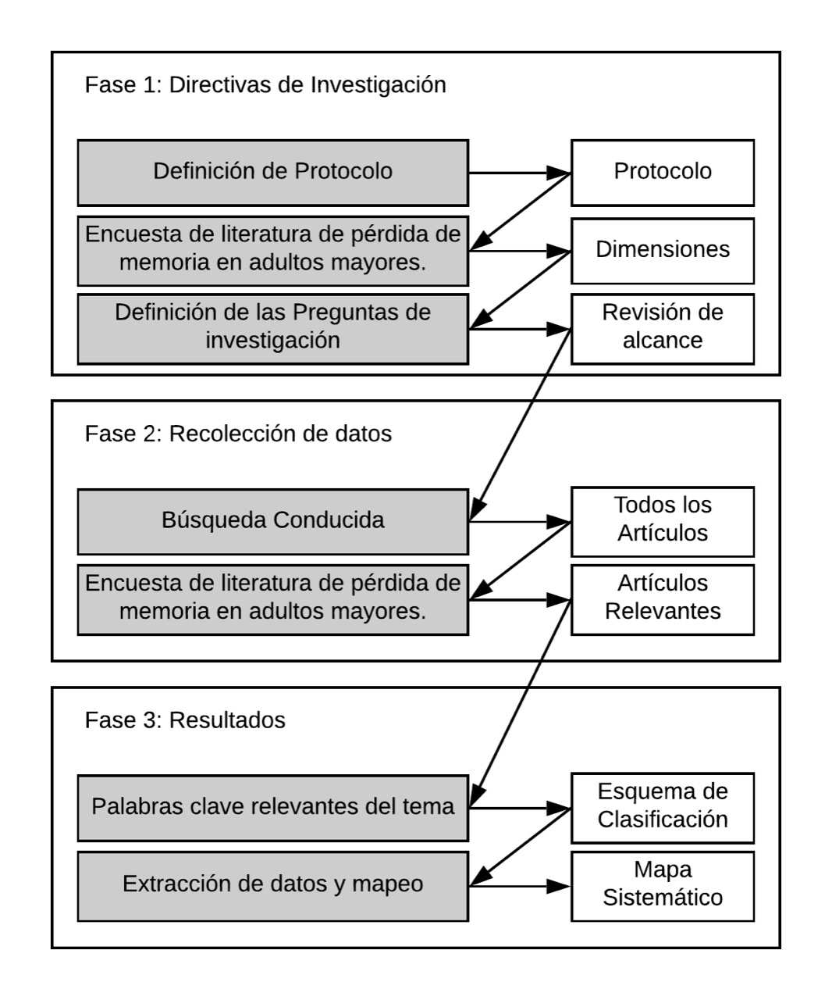 Fase 1: Directivas de Investigación
Definición de Protocolo
Protocolo
Encuesta de literatura de pérdida de
memoria en adultos mayores.
Dimensiones
Definición de las Preguntas de
investigación
Revisión de
alcance
Fase 2: Recolección de datos
Búsqueda Conducida
Todos los
Artículos
Encuesta de literatura de pérdida de
memoria en adultos mayores.
Artículos
Relevantes
Fase 3: Resultados
Palabras clave relevantes del tema
Esquema de
Clasificación
Extracción de datos y mapeo
Mapa
Sistemático